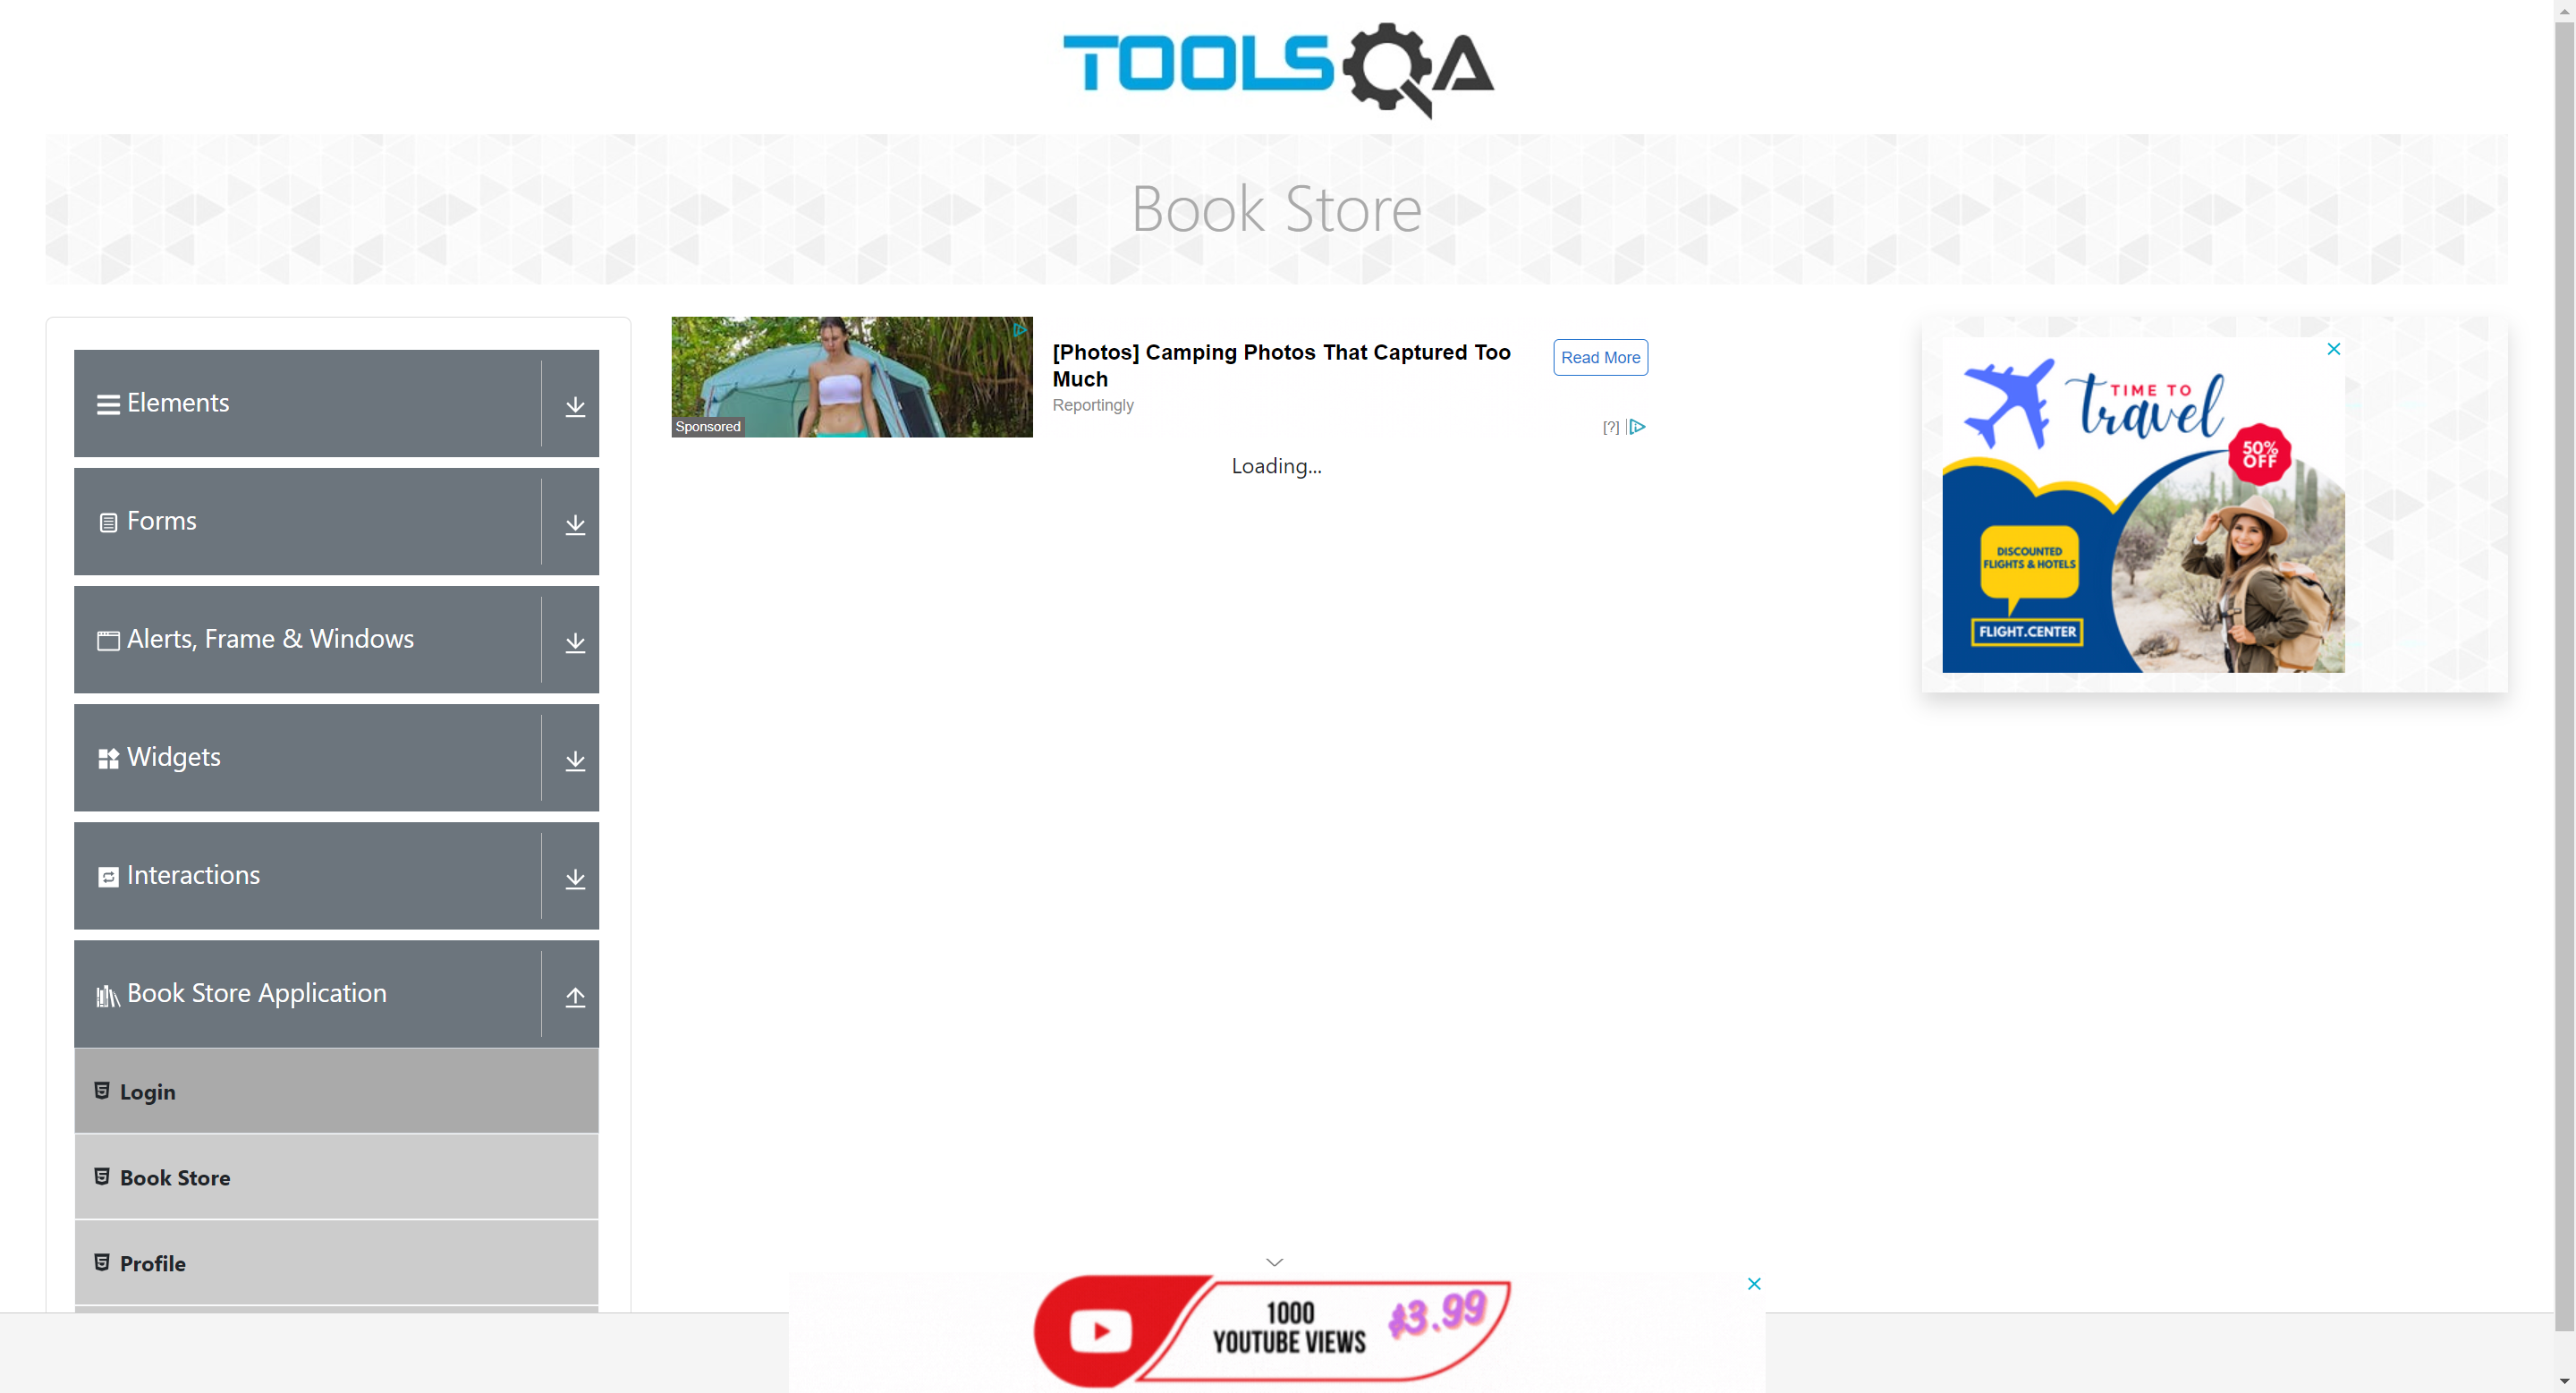 TOOLSQA
Book Store
Elements
Forms
Alerts, Frame & Windows
Widgets
Interactions
Book Store Application
Login
Book Store
Profile
Sponsored
[Photos] Camping Photos That Captured Too
Much
Reportingly
Read More
[?]
Loading...
TIME TO
travel
50%
OFF
DISCOUNTED
FLIGHTS & HOTELS
FLIGHT.CENTER
1000
YOUTUBE VIEWS
$3.99